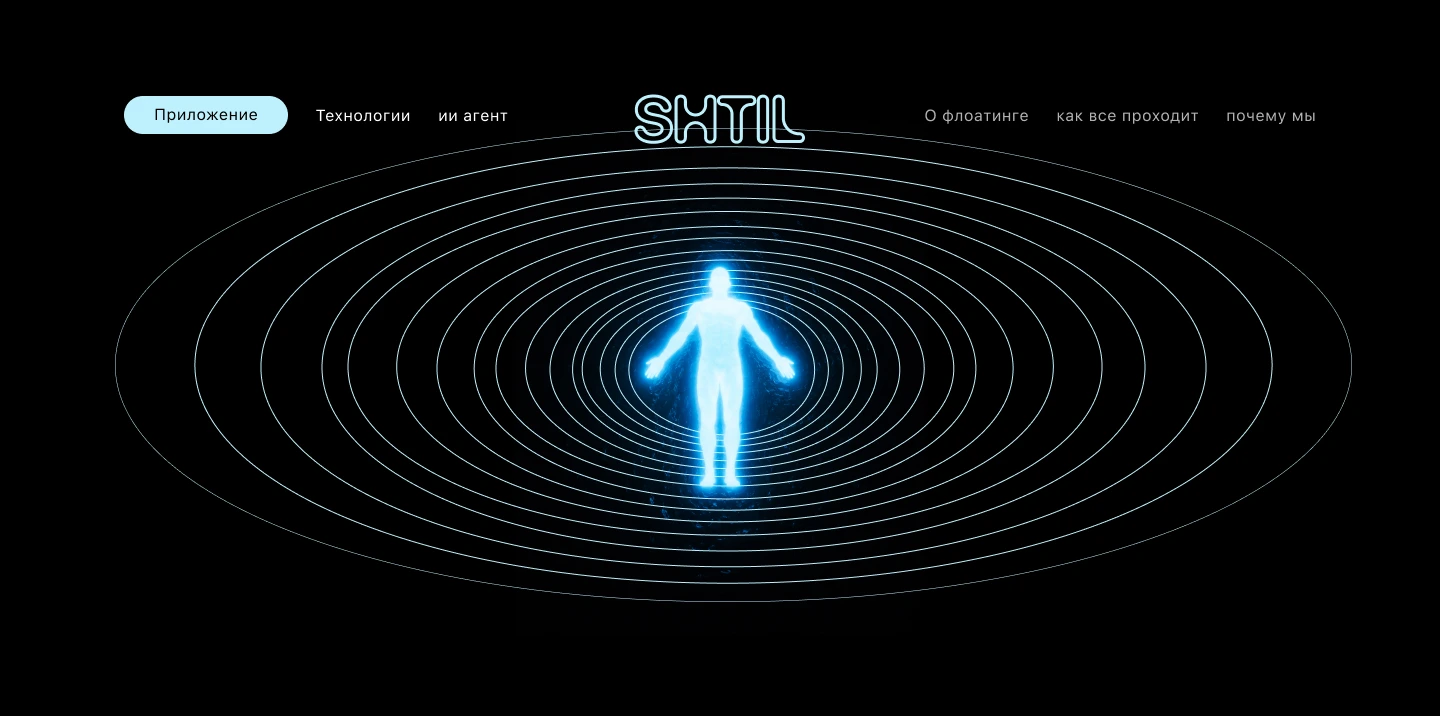 Приложение Технологии ии агент SHTIL О флоатинге как все проходит почему мы